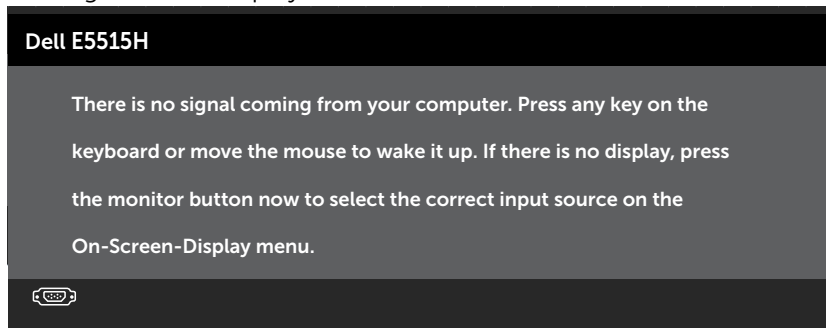 Dell E5515H
There is no signal coming from your computer. Press any key on the
keyboard or move the mouse to wake it up. If there is no display, press
the monitor button now to select the correct input source on the
On-Screen-Display menu.